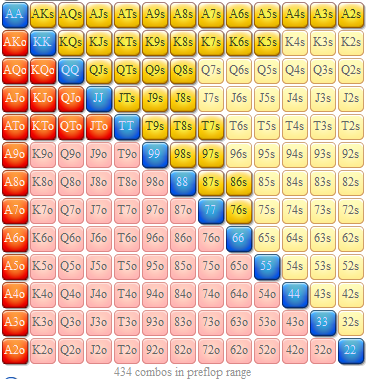 AA AKs AQs AJs ATs A9s A8s A7s A6s A5s A4s A3s A2s
AKo KK KQs KJs KTs K9s K8s K7s K6s K5s K4s K3s K2s
AQo KQo QQ QJs QTs Q9s Q8s Q7s Q6s Q5s Q4s Q3s Q2s
AJo KJo QJo JJ JTs J9s J8s J7s J6s J5s J4s J3s J2s
ATo KTo QTo JTo TT T9s T8s T7s T6s T5s T4s T3s T2s
A9o K9o Q9o J9o T9o 99 98s 97s 96s 95s 94s 93s 92s
A8o K8o Q8o J8o T8o 98o 88 87s 86s 85s 84s 83s 82s
A7o K7o Q7o J7o T7o 97o 87o 77 76s 75s 74s 73s 72s
A6o K6o Q6o J6o T6o 96o 86o 76o 66 65s 64s 63s 62s
A5o K5o Q5o J5o T5o 95o 85o 75o 65o 55 54s 53s 52s
A4o K4o Q4o J4o T4o 94o 84o 74o 64o 54o 44 43s 42s
A3o K3o Q3o J3o T3o 93o 83o 73o 63o 53o 43o 33 32s
A2o K2o Q2o J2o T2o 92o 82o 72o 62o 52o 42o 32o 22
434 combos in preflop range